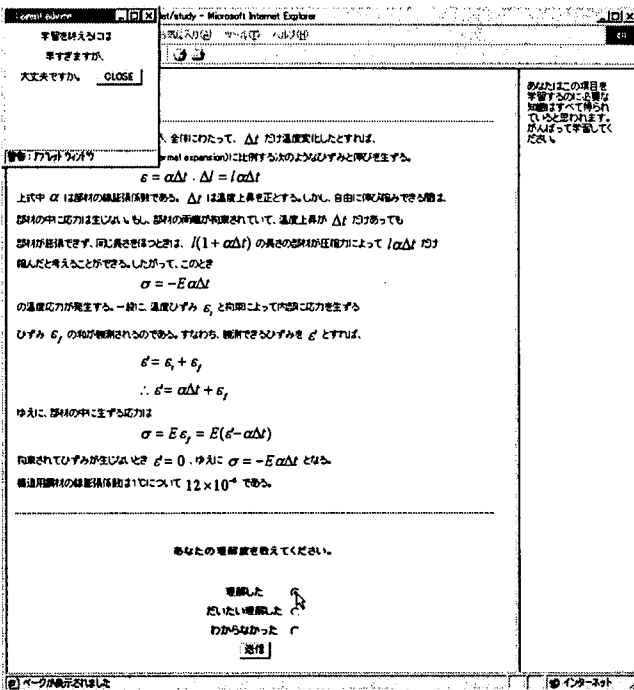 学習を終えるには
早すぎますが、
大丈夫ですか。 CLOSE
警告：アプレット ウィンドウ
et/study - Microsoft Internet Explorer
ツール(T) ヘルプ(H)
あなたはこの項目を
学習するのに必要な
知識はすべて得られ
ていると思われます。
がんばって学習してく
ださい。
、全体にわたって、Δt だけ温度変化したとすれば、
rmal expansion)に比例する次のようなひずみと伸びを生ずる。
ε = αΔt . Δl = lαΔt
上式中 α は部材の線膨張係数である。Δt は温度上昇を正とする。しかし、自由に伸び縮みできる間は、
部材の中に応力は生じない。もし、部材の両端が拘束されていて、温度上昇が Δt だけあっても
部材が膨張できず、同じ長さを保つときは、l(1 + αΔt) の長さの部材が圧縮力によって lαΔt だけ
縮んだと考えることができる。したがって、このとき
σ = −EαΔt
の温度応力が発生する。一般に、温度ひずみ ε_t と拘束によって内部に応力を生ずる
ひずみ ε_f の和が観測されるのである。すなわち、観測できるひずみを ε' とすれば、
ε' = ε_t + ε_f
∴ ε' = αΔt + ε_f
ゆえに、部材の中に生ずる応力は
σ = Eε_f = E(ε'−αΔt)
拘束されてひずみが生じないとき ε' = 0 、ゆえに σ = −EαΔt となる。
構造用鋼材の線膨張係数は1℃について 12×10⁻⁶ である。
あなたの理解度を教えてください。
理解した
だいたい理解した
わからなかった
送信
ページが表示されました
インターネット